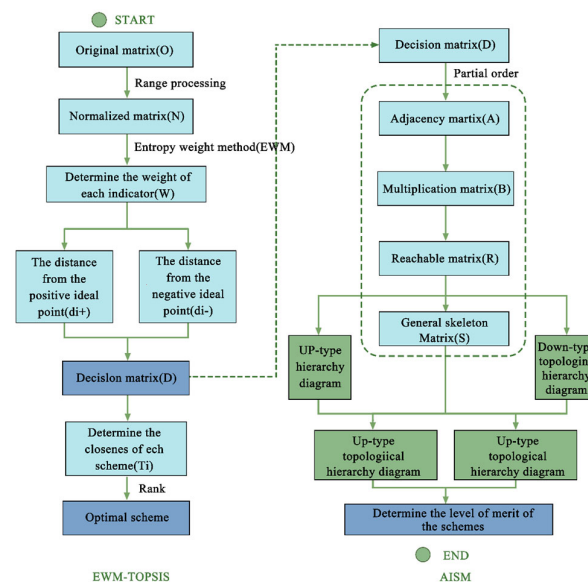 START
Original matrix(O)
Range processing
Normalized matrix(N)
Entropy weight method(EWM)
Determine the weight of
each indicator(W)
The distance
from the
positive ideal
point(di+)
The distance
from the
negative ideal
point(di-)
Decislon matrix(D)
Determine the
closenes of ech
scheme(Ti)
Rank
Optimal scheme
EWM-TOPSIS
Decision matrix(D)
Partial order
Adjacency martix(A)
Multiplication matrix(B)
Reachable matrix(R)
General skeleton
Matrix(S)
UP-type
hierarchy
diagram
Down-type
topologing
hierarchy
diagram
Up-type
topologiical
hierarchy diagram
Up-type
topological
hierarchy diagram
Determine the level of merit of
the schemes
END
AISM